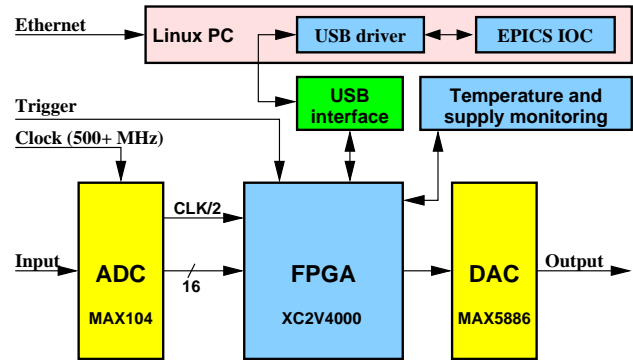 Ethernet
Linux PC
USB driver
EPICS IOC
Trigger
USB
interface
Temperature and
supply monitoring
Clock (500+ MHz)
CLK/2
Input
ADC
16
FPGA
DAC
Output
MAX104
XC2V4000
MAX5886